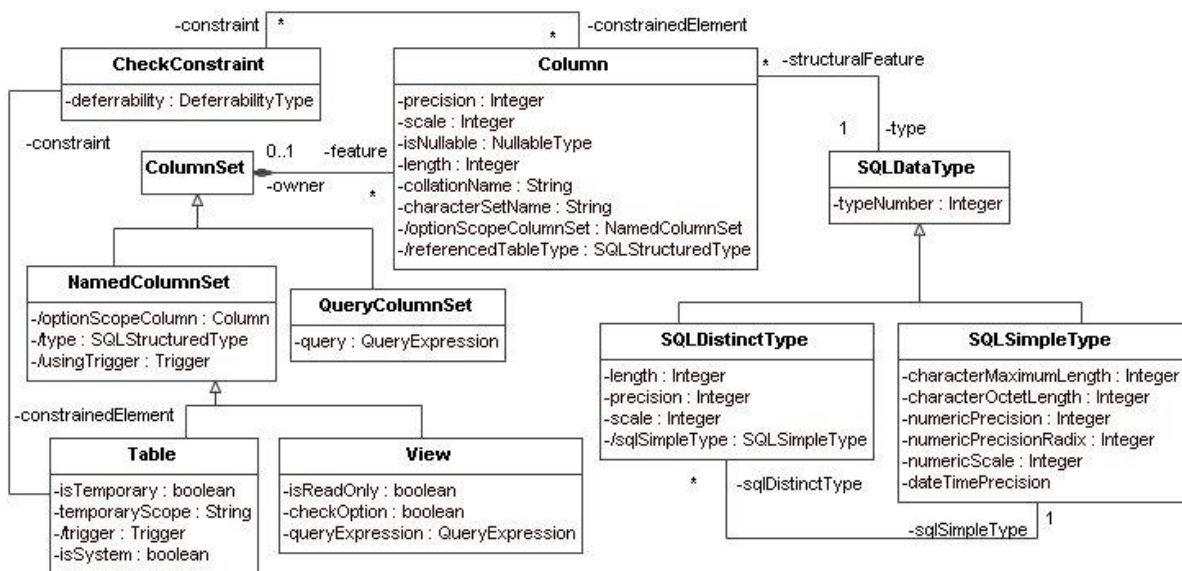 -constraint * * -constrainedElement
CheckConstraint
-deferrability : DeferrabilityType
Column
-precision : Integer
-scale : Integer
-isNullable : NullableType
-length : Integer
-collationName : String
-characterSetName : String
-/optionScopeColumnSet : NamedColumnSet
-/referencedTableType : SQLStructuredType
* -structuralFeature
1 -type
-constraint
ColumnSet
0..1 -feature
-owner *
SQLDataType
-typeNumber : Integer
NamedColumnSet
-/optionScopeColumn : Column
-/type : SQLStructuredType
-/usingTrigger : Trigger
QueryColumnSet
-query : QueryExpression
SQLDistinctType
-length : Integer
-precision : Integer
-scale : Integer
-/sqlSimpleType : SQLSimpleType
SQLSimpleType
-characterMaximumLength : Integer
-characterOctetLength : Integer
-numericPrecision : Integer
-numericPrecisionRadix : Integer
-numericScale : Integer
-dateTimePrecision
-constrainedElement
Table
-isTemporary : boolean
-temporaryScope : String
-/trigger : Trigger
-isSystem : boolean
View
-isReadOnly : boolean
-checkOption : boolean
-queryExpression : QueryExpression
* -sqlDistinctType
-sqlSimpleType 1